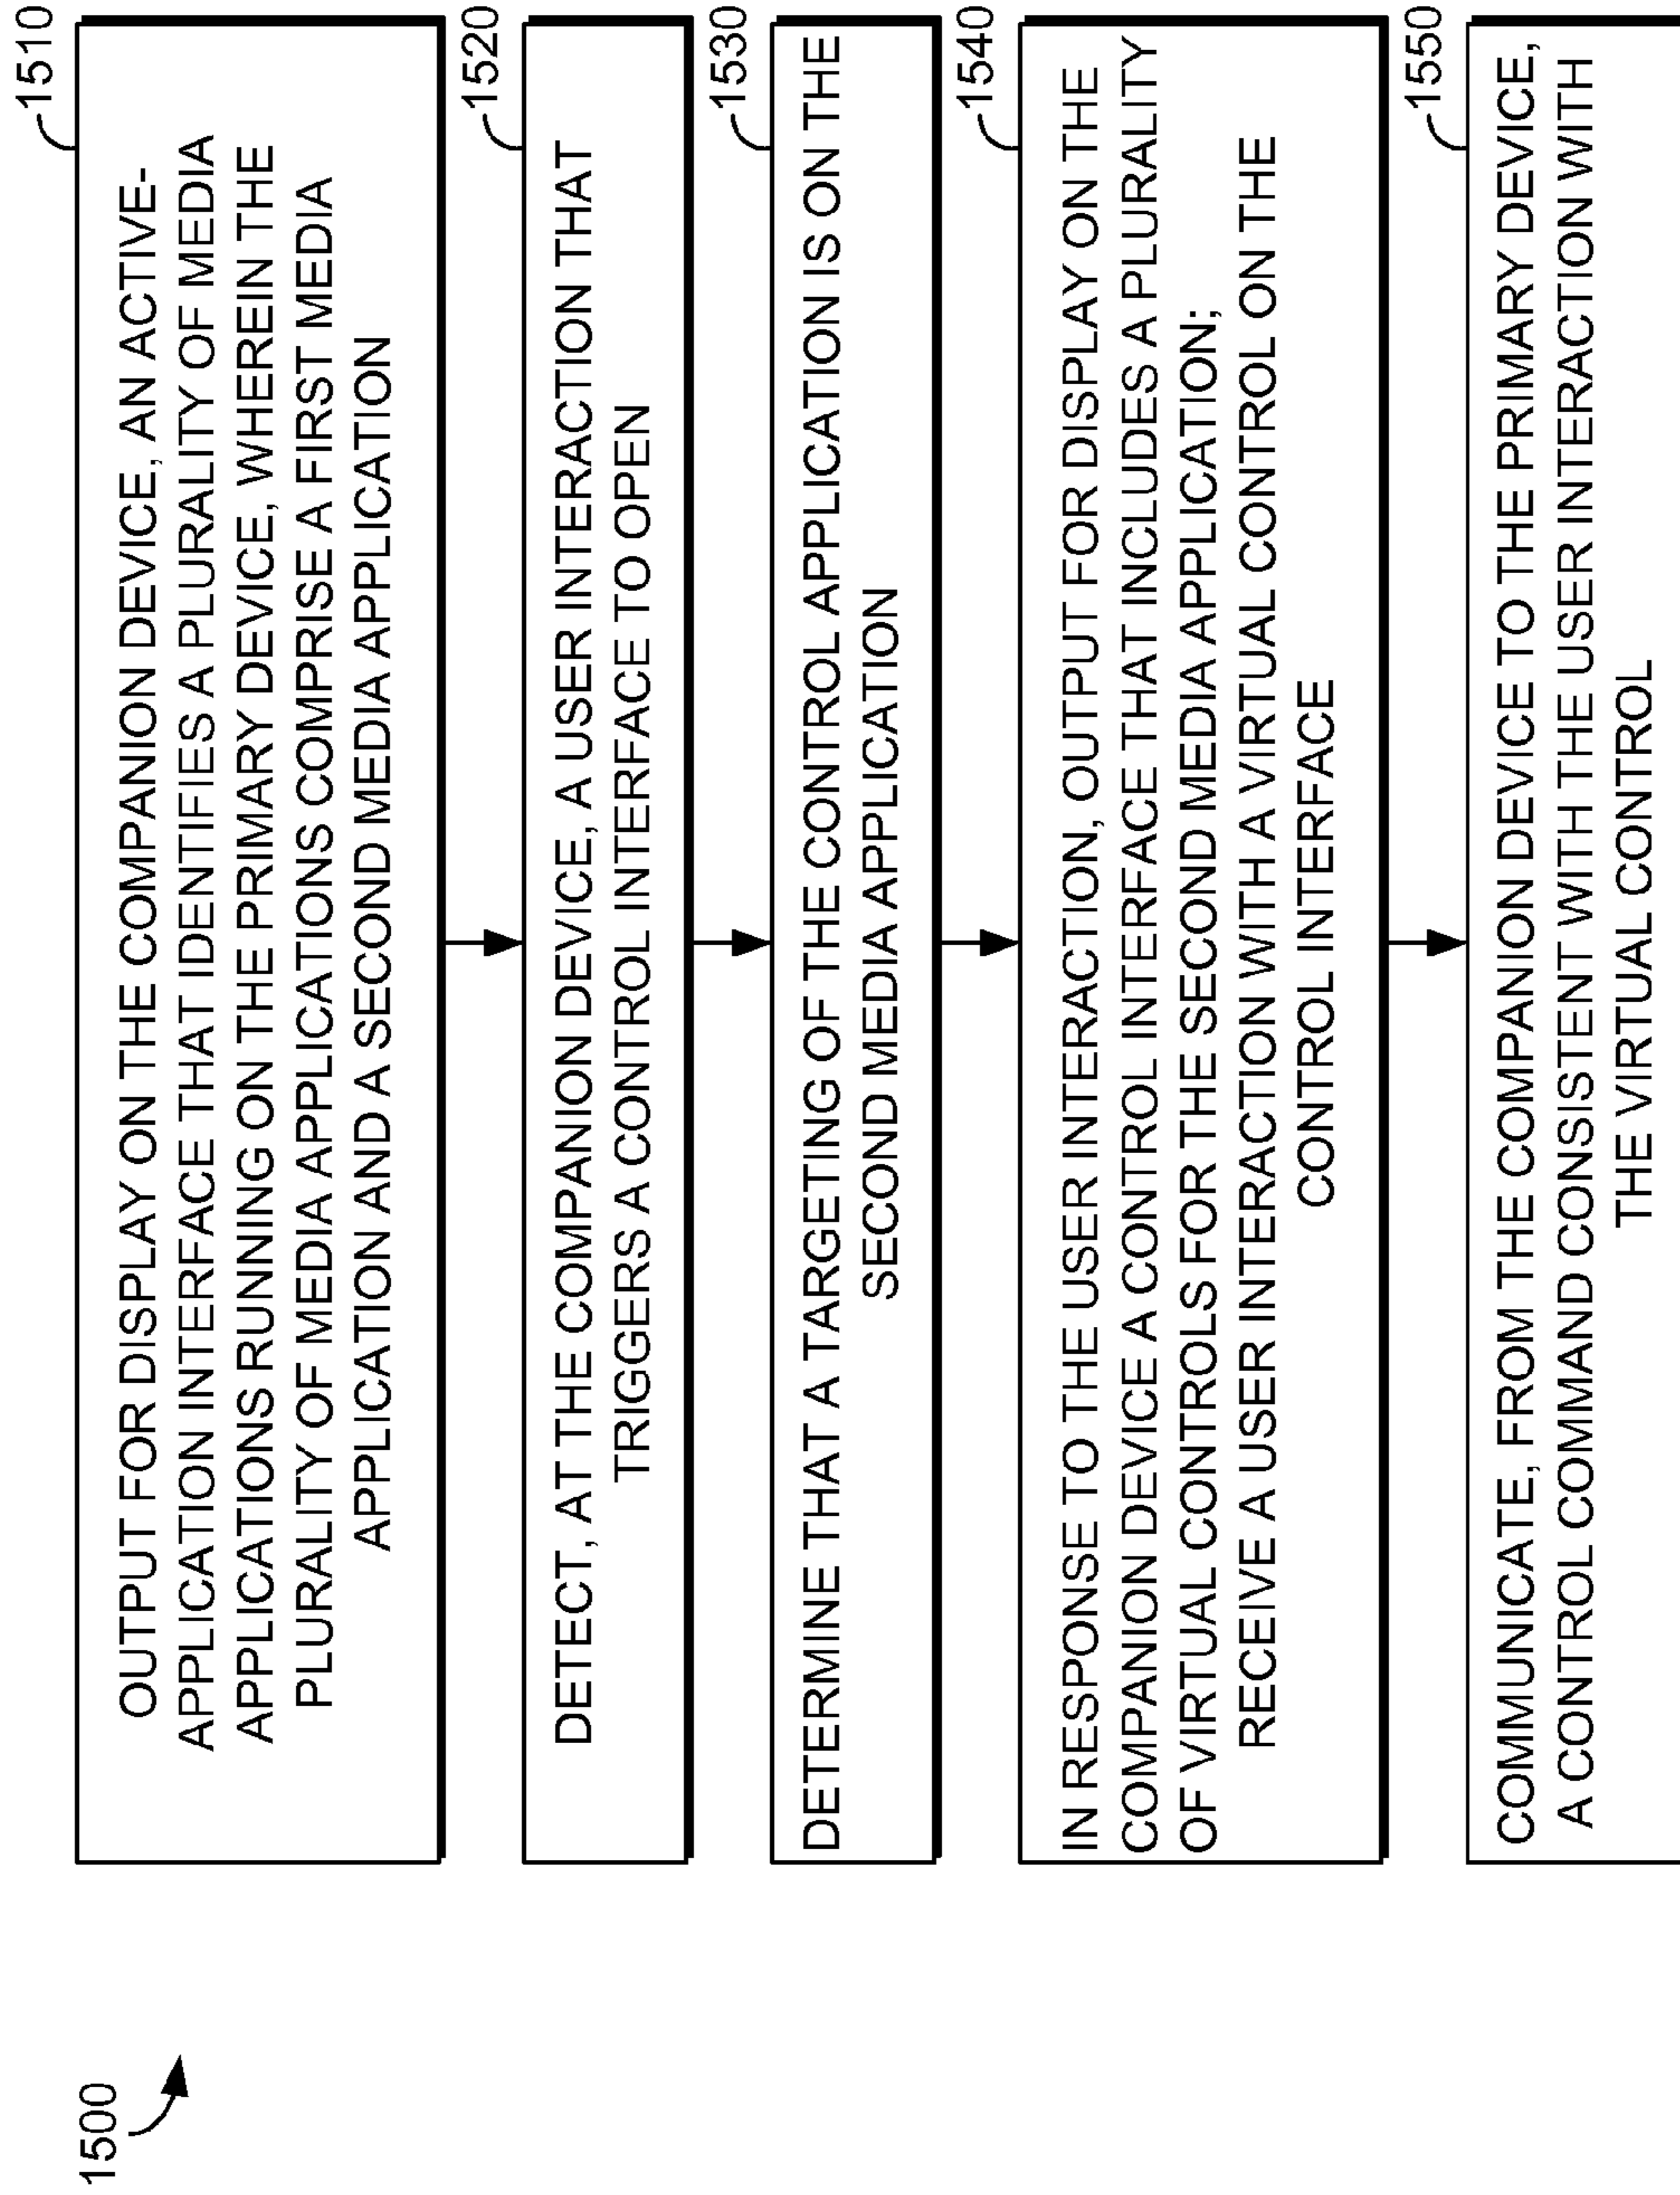 1500
1510
OUTPUT FOR DISPLAY ON THE COMPANION DEVICE, AN ACTIVE-
APPLICATION INTERFACE THAT IDENTIFIES A PLURALITY OF MEDIA
APPLICATIONS RUNNING ON THE PRIMARY DEVICE, WHEREIN THE
PLURALITY OF MEDIA APPLICATIONS COMPRISE A FIRST MEDIA
APPLICATION AND A SECOND MEDIA APPLICATION
1520
DETECT, AT THE COMPANION DEVICE, A USER INTERACTION THAT
TRIGGERS A CONTROL INTERFACE TO OPEN
1530
DETERMINE THAT A TARGETING OF THE CONTROL APPLICATION IS ON THE
SECOND MEDIA APPLICATION
1540
IN RESPONSE TO THE USER INTERACTION, OUTPUT FOR DISPLAY ON THE
COMPANION DEVICE A CONTROL INTERFACE THAT INCLUDES A PLURALITY
OF VIRTUAL CONTROLS FOR THE SECOND MEDIA APPLICATION;
RECEIVE A USER INTERACTION WITH A VIRTUAL CONTROL ON THE
CONTROL INTERFACE
1550
COMMUNICATE, FROM THE COMPANION DEVICE TO THE PRIMARY DEVICE,
A CONTROL COMMAND CONSISTENT WITH THE USER INTERACTION WITH
THE VIRTUAL CONTROL